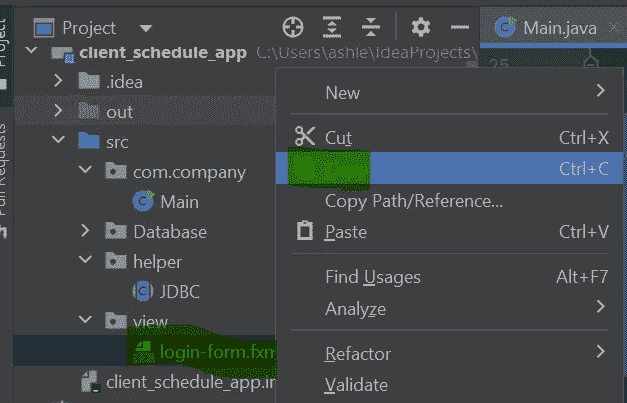 Project
Project
Main.java
client_schedule_app C:\Users\ashle\IdeaProjects\
25
.idea
New
out
src
Cut Ctrl+X
com.company
Ctrl+C
Main
Copy Path/Reference...
Database
Paste Ctrl+V
helper
JDBC
Find Usages Alt+F7
Analyze
view
login-form.fxm
Refactor
client_schedule_app.i
Validate
Pull Requests